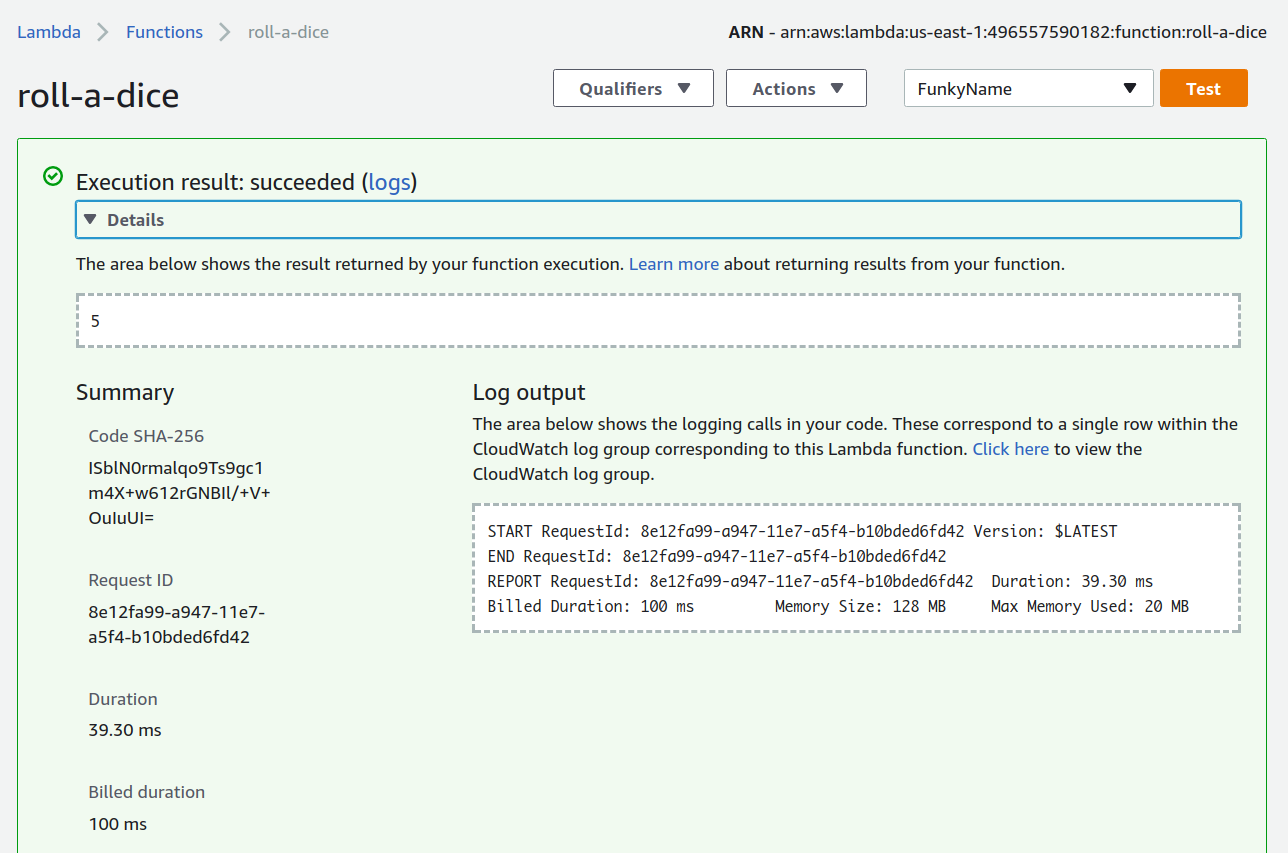 Lambda > Functions > roll-a-dice
ARN - arn:aws:lambda:us-east-1:496557590182:function:roll-a-dice
roll-a-dice
Qualifiers Actions FunkyName Test
Execution result: succeeded (logs)
Details
The area below shows the result returned by your function execution. Learn more about returning results from your function.
5
Summary
Code SHA-256
ISblN0rmalqo9Ts9gc1
m4X+w612rGNBIl/+V+
OuIuUI=
Request ID
8e12fa99-a947-11e7-
a5f4-b10bded6fd42
Duration
39.30 ms
Billed duration
100 ms
Log output
The area below shows the logging calls in your code. These correspond to a single row within the
CloudWatch log group corresponding to this Lambda function. Click here to view the
CloudWatch log group.
START RequestId: 8e12fa99-a947-11e7-a5f4-b10bded6fd42 Version: $LATEST
END RequestId: 8e12fa99-a947-11e7-a5f4-b10bded6fd42
REPORT RequestId: 8e12fa99-a947-11e7-a5f4-b10bded6fd42 Duration: 39.30 ms
Billed Duration: 100 ms Memory Size: 128 MB Max Memory Used: 20 MB